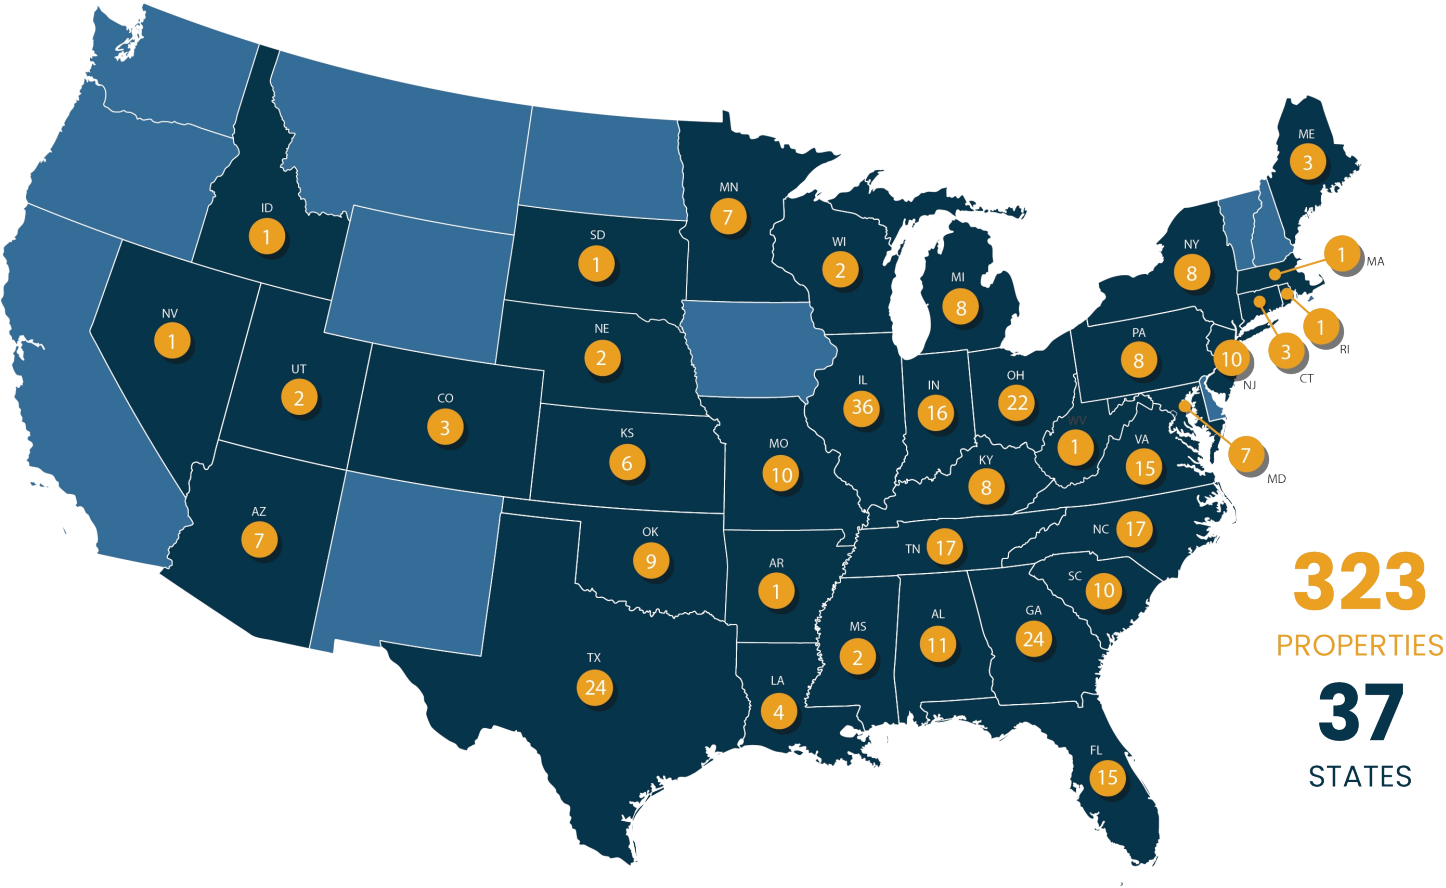 ME
3
MN
7
ID
1
SD
1
WI
2
NY
8
1
MA
MI
8
NV
1
NE
2
PA
8
1
RI
10
NJ
3
CT
UT
2
CO
3
IL
36
IN
16
OH
22
WV
1
KS
6
MO
10
KY
8
VA
15
7
MD
AZ
7
OK
9
TN
17
NC
17
AR
1
SC
10
MS
2
AL
11
GA
24
TX
24
LA
4
FL
15
323
PROPERTIES
37
STATES